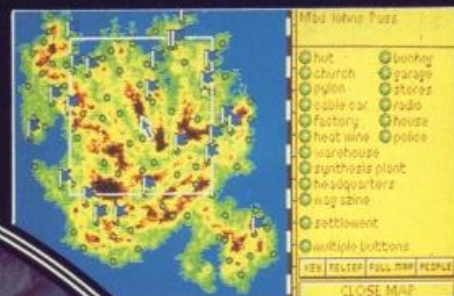 Mad Johns Pass
hut bunker
church garage
pylon stores
cable car radio
factory house
heat mine police
warehouse
synthesis plant
headquarters
magazine
settlement
multiple buttons
KEY RELIEF FULL MAP PEOPLE
CLOSE MAP